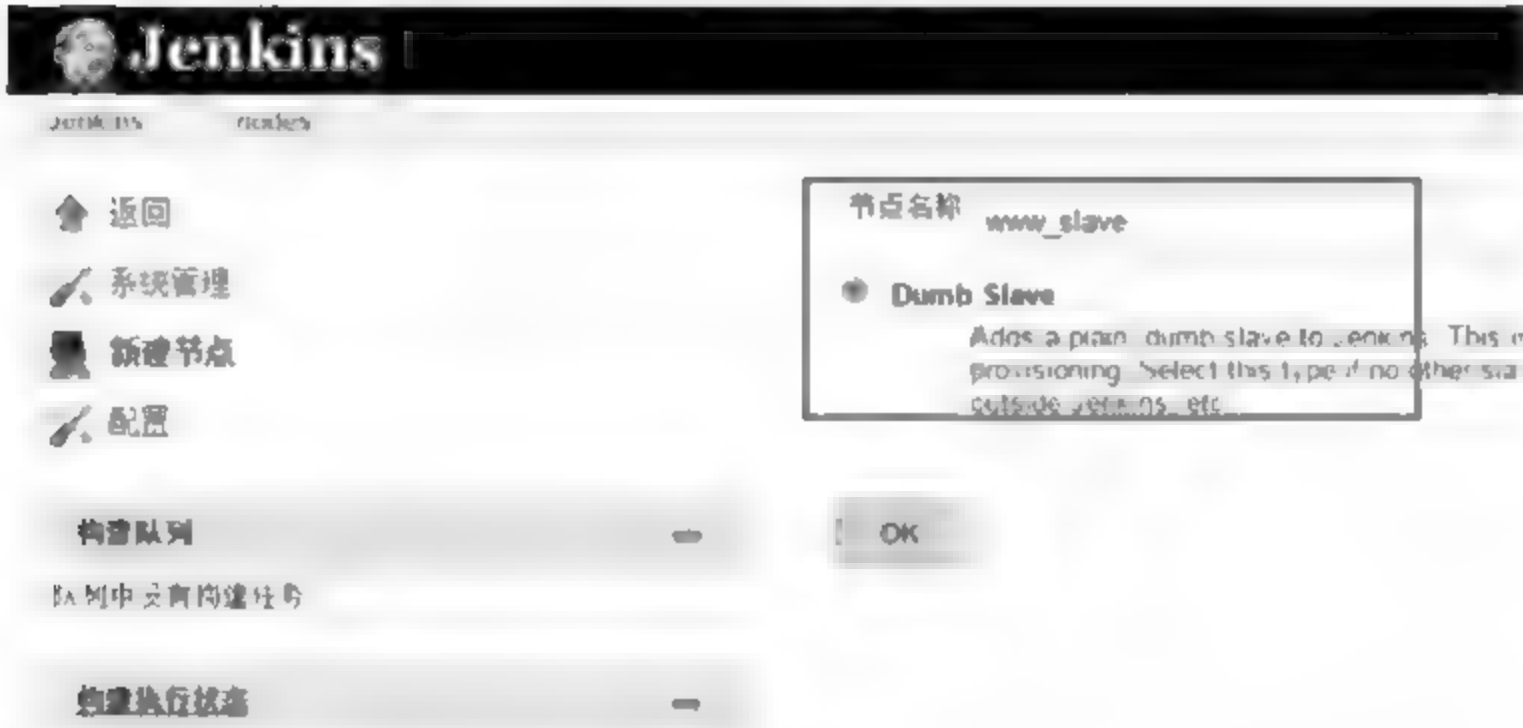 Jenkins
Jenkins nodes
返回
系统管理
新建节点
配置
构建队列
队列中没有构建任务
构建执行状态
节点名称 www_slave
Dumb Slave
Adds a plain, dumb slave to Jenkins. This
provisioning. Select this type if no other sla
outside Jenkins, etc
OK